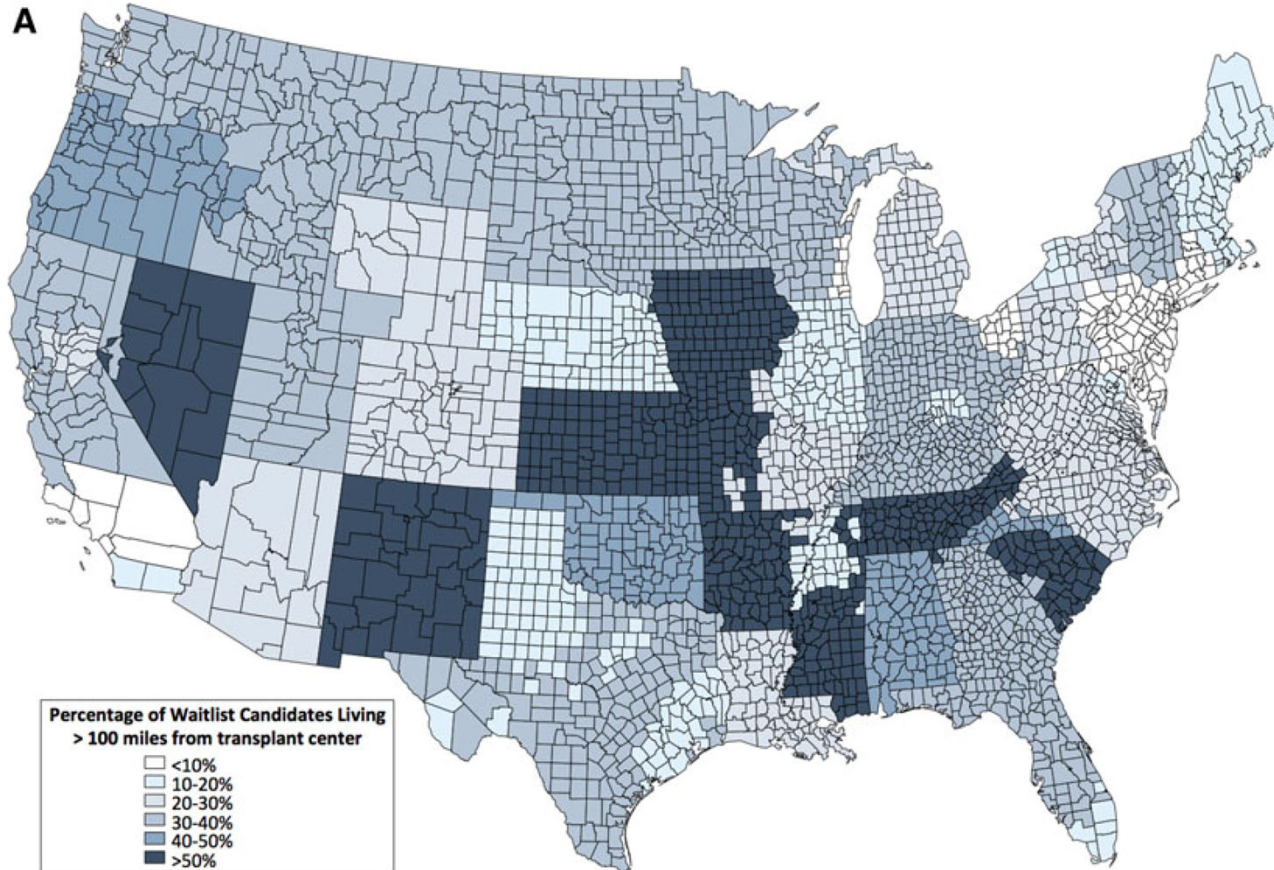 A
Percentage of Waitlist Candidates Living
> 100 miles from transplant center
<10%
10-20%
20-30%
30-40%
40-50%
>50%